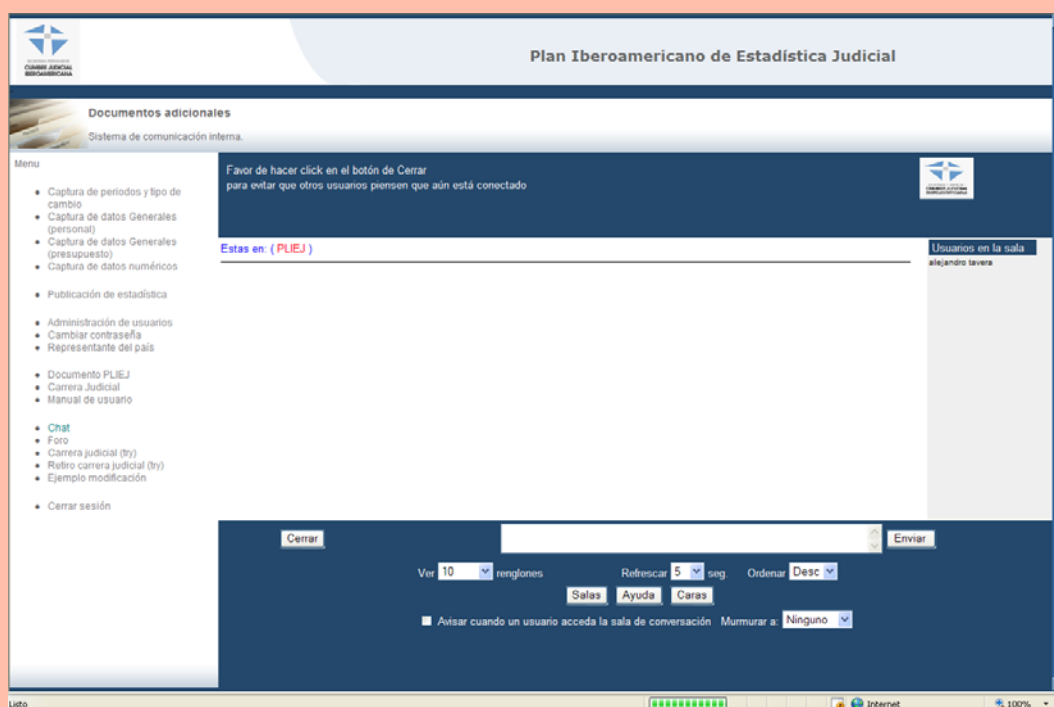 CUMBRE JUDICIAL
IBEROAMERICANA
Plan Iberoamericano de Estadística Judicial
Documentos adicionales
Sistema de comunicación interna.
Menu
Captura de periodos y tipo de
cambio
Captura de datos Generales
(personal)
Captura de datos Generales
(presupuesto)
Captura de datos numéricos
Publicación de estadística
Administración de usuarios
Cambiar contraseña
Representante del país
Documento PLIEJ
Carrera Judicial
Manual de usuario
Chat
Foro
Carrera judicial (try)
Retiro carrera judicial (try)
Ejemplo modificación
Cerrar sesión
Favor de hacer click en el botón de Cerrar
para evitar que otros usuarios piensen que aún está conectado
Estas en: ( PLIEJ )
Usuarios en la sala
alejandro tavera
Cerrar
Enviar
Ver 10 renglones Refrescar 5 seg. Ordenar Desc
Salas Ayuda Caras
Avisar cuando un usuario acceda la sala de conversación Murmurar a: Ninguno
Listo Internet 100%